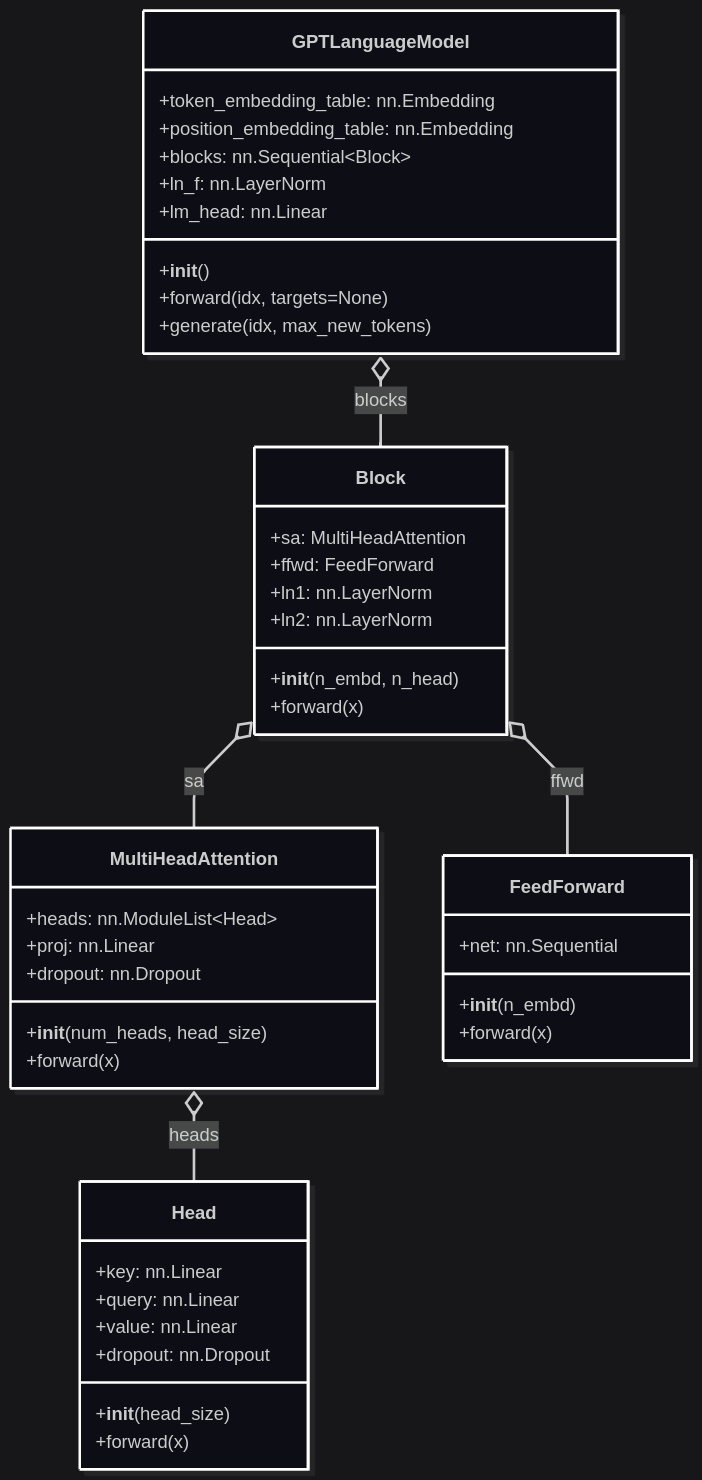 GPTLanguageModel
+token_embedding_table: nn.Embedding
+position_embedding_table: nn.Embedding
+blocks: nn.Sequential<Block>
+ln_f: nn.LayerNorm
+lm_head: nn.Linear
+init()
+forward(idx, targets=None)
+generate(idx, max_new_tokens)
blocks
Block
+sa: MultiHeadAttention
+ffwd: FeedForward
+ln1: nn.LayerNorm
+ln2: nn.LayerNorm
+init(n_embd, n_head)
+forward(x)
sa
ffwd
MultiHeadAttention
+heads: nn.ModuleList<Head>
+proj: nn.Linear
+dropout: nn.Dropout
+init(num_heads, head_size)
+forward(x)
FeedForward
+net: nn.Sequential
+init(n_embd)
+forward(x)
heads
Head
+key: nn.Linear
+query: nn.Linear
+value: nn.Linear
+dropout: nn.Dropout
+init(head_size)
+forward(x)